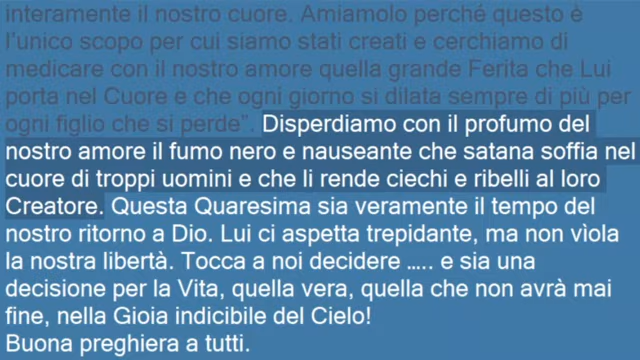 interamente il nostro cuore. Amiamolo perché questo è
l'unico scopo per cui siamo stati creati e cerchiamo di
medicare con il nostro amore quella grande Ferita che Lui
porta nel Cuore e che ogni giorno si dilata sempre di più per
ogni figlio che si perde”. Disperdiamo con il profumo del
nostro amore il fumo nero e nauseante che satana soffia nel
cuore di troppi uomini e che li rende ciechi e ribelli al loro
Creatore. Questa Quaresima sia veramente il tempo del
nostro ritorno a Dio. Lui ci aspetta trepidante, ma non vìola
la nostra libertà. Tocca a noi decidere ….. e sia una
decisione per la Vita, quella vera, quella che non avrà mai
fine, nella Gioia indicibile del Cielo!
Buona preghiera a tutti.